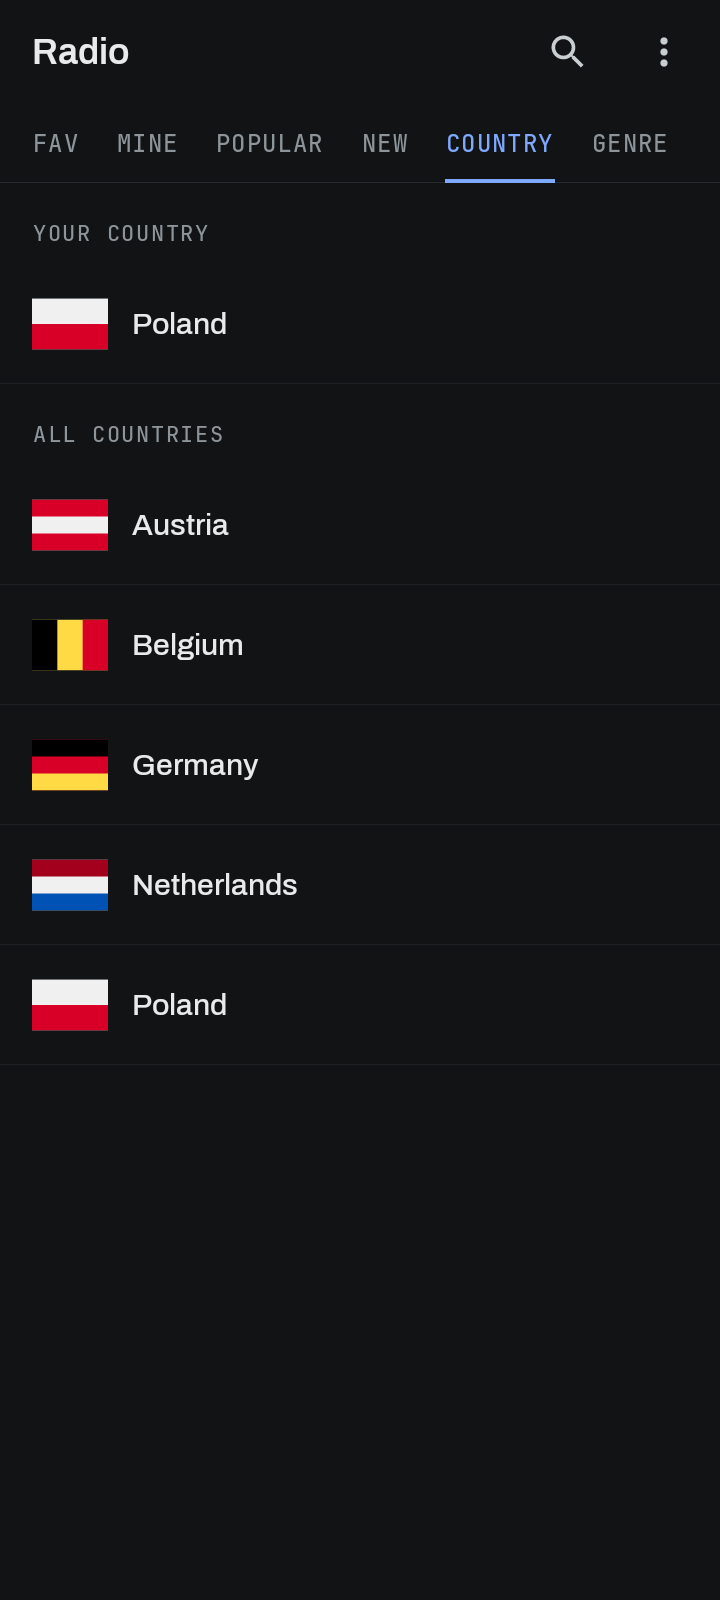 Radio
FAV MINE POPULAR NEW COUNTRY GENRE
YOUR COUNTRY
Poland
ALL COUNTRIES
Austria
Belgium
Germany
Netherlands
Poland